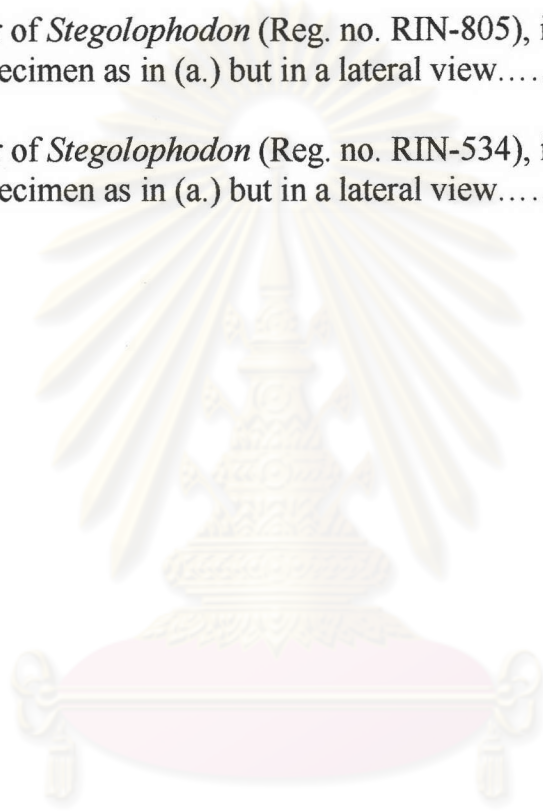 r of Stegolophodon (Reg. no. RIN-805), i
ecimen as in (a.) but in a lateral view....
r of Stegolophodon (Reg. no. RIN-534), i
ecimen as in (a.) but in a lateral view....